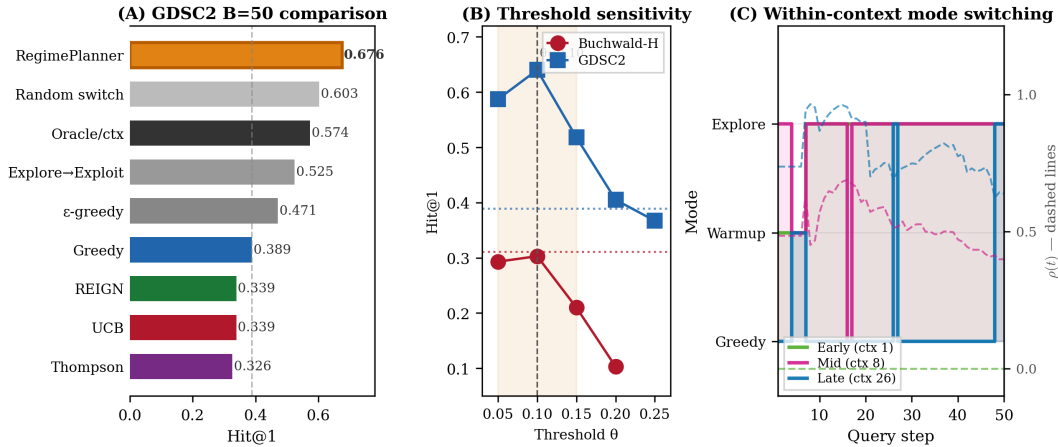 (A) GDSC2 B=50 comparison
RegimePlanner
0.676
Random switch
0.603
Oracle/ctx
0.574
Explore→Exploit
0.525
ε-greedy
0.471
Greedy
0.389
REIGN
0.339
UCB
0.339
Thompson
0.326
0.0
0.2
0.4
0.6
Hit@1
(B) Threshold sensitivity
Buchwald-H
GDSC2
0.7
0.6
0.5
0.4
0.3
0.2
0.1
Hit@1
0.05
0.10
0.15
0.20
0.25
Threshold θ
(C) Within-context mode switching
Explore
Warmup
Greedy
Mode
1.0
0.5
0.0
ρ(t) — dashed lines
Early (ctx 1)
Mid (ctx 8)
Late (ctx 26)
10
20
30
40
50
Query step